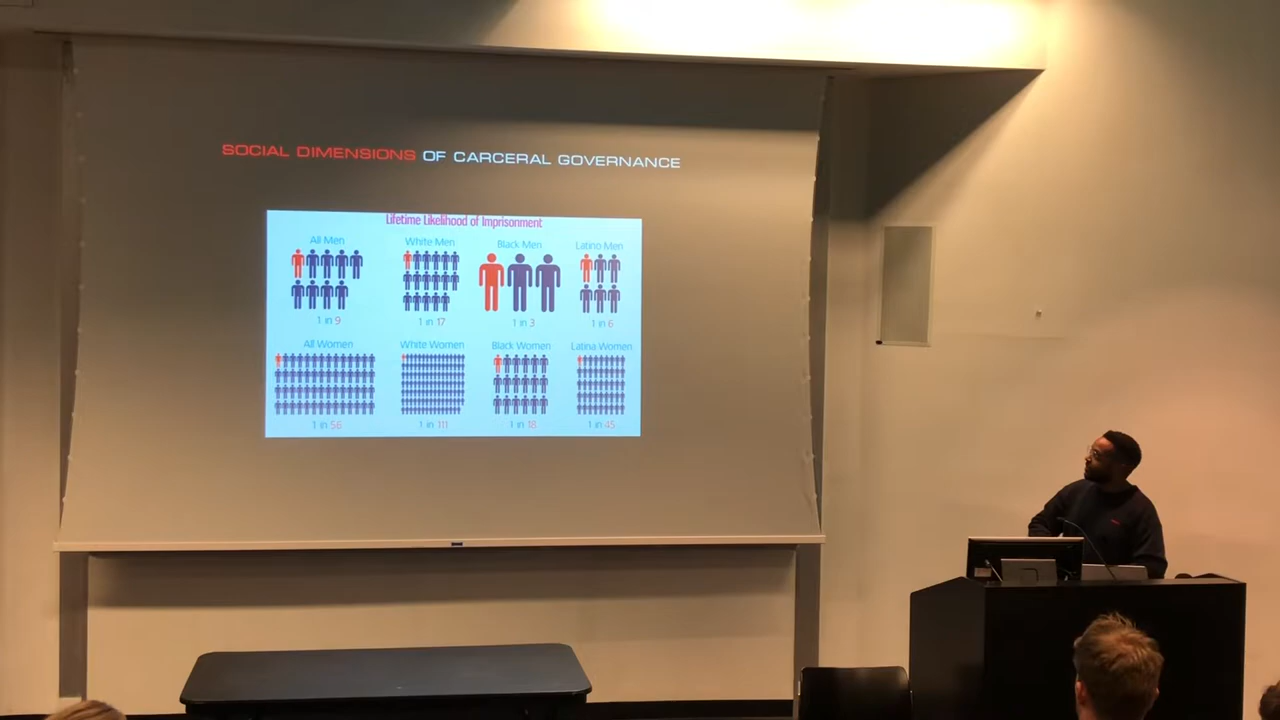 SOCIAL DIMENSIONS OF CARCERAL GOVERNANCE
Lifetime Likelihood of Imprisonment
All Men
White Men
Black Men
Latino Men
1 in 9
1 in 17
1 in 3
1 in 6
All Women
White Women
Black Women
Latina Women
1 in 56
1 in 111
1 in 18
1 in 45